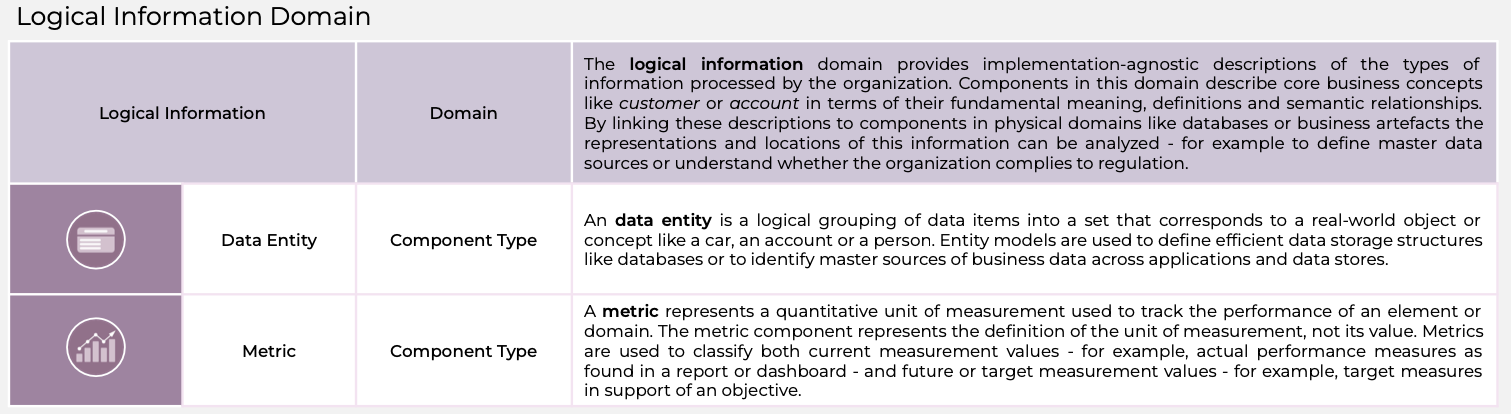 Logical Information Domain
Logical Information
Domain
The logical information domain provides implementation-agnostic descriptions of the types of
information processed by the organization. Components in this domain describe core business concepts
like customer or account in terms of their fundamental meaning, definitions and semantic relationships.
By linking these descriptions to components in physical domains like databases or business artefacts the
representations and locations of this information can be analyzed - for example to define master data
sources or understand whether the organization complies to regulation.
Data Entity
Component Type
An data entity is a logical grouping of data items into a set that corresponds to a real-world object or
concept like a car, an account or a person. Entity models are used to define efficient data storage structures
like databases or to identify master sources of business data across applications and data stores.
Metric
Component Type
A metric represents a quantitative unit of measurement used to track the performance of an element or
domain. The metric component represents the definition of the unit of measurement, not its value. Metrics
are used to classify both current measurement values - for example, actual performance measures as
found in a report or dashboard - and future or target measurement values - for example, target measures
in support of an objective.